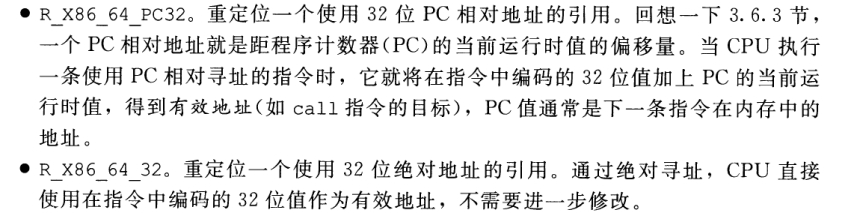 ● R_X86_64_PC32。重定位一个使用 32 位 PC 相对地址的引用。回想一下 3.6.3 节，
一个 PC 相对地址就是距程序计数器(PC)的当前运行时值的偏移量。当 CPU 执行
一条使用 PC 相对寻址的指令时，它就将在指令中编码的 32 位值加上 PC 的当前运
行时值，得到有效地址(如 call 指令的目标)，PC 值通常是下一条指令在内存中的
地址。
● R_X86_64_32。重定位一个使用 32 位绝对地址的引用。通过绝对寻址，CPU 直接
使用在指令中编码的 32 位值作为有效地址，不需要进一步修改。